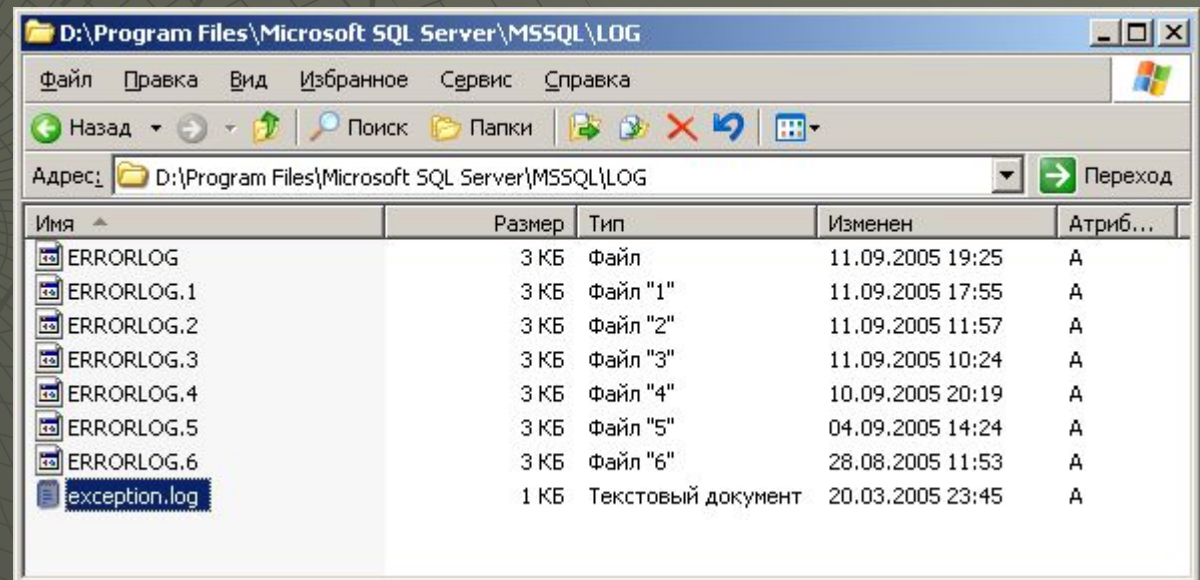 D:\Program Files\Microsoft SQL Server\MSSQL\LOG
Файл Правка Вид Избранное Сервис Справка
Назад Поиск Папки
Адрес: D:\Program Files\Microsoft SQL Server\MSSQL\LOG Переход
Имя Размер Тип Изменен Атриб...
ERRORLOG 3 КБ Файл 11.09.2005 19:25 A
ERRORLOG.1 3 КБ Файл "1" 11.09.2005 17:55 A
ERRORLOG.2 3 КБ Файл "2" 11.09.2005 11:57 A
ERRORLOG.3 3 КБ Файл "3" 11.09.2005 10:24 A
ERRORLOG.4 3 КБ Файл "4" 10.09.2005 20:19 A
ERRORLOG.5 3 КБ Файл "5" 04.09.2005 14:24 A
ERRORLOG.6 3 КБ Файл "6" 28.08.2005 11:53 A
exception.log 1 КБ Текстовый документ 20.03.2005 23:45 A